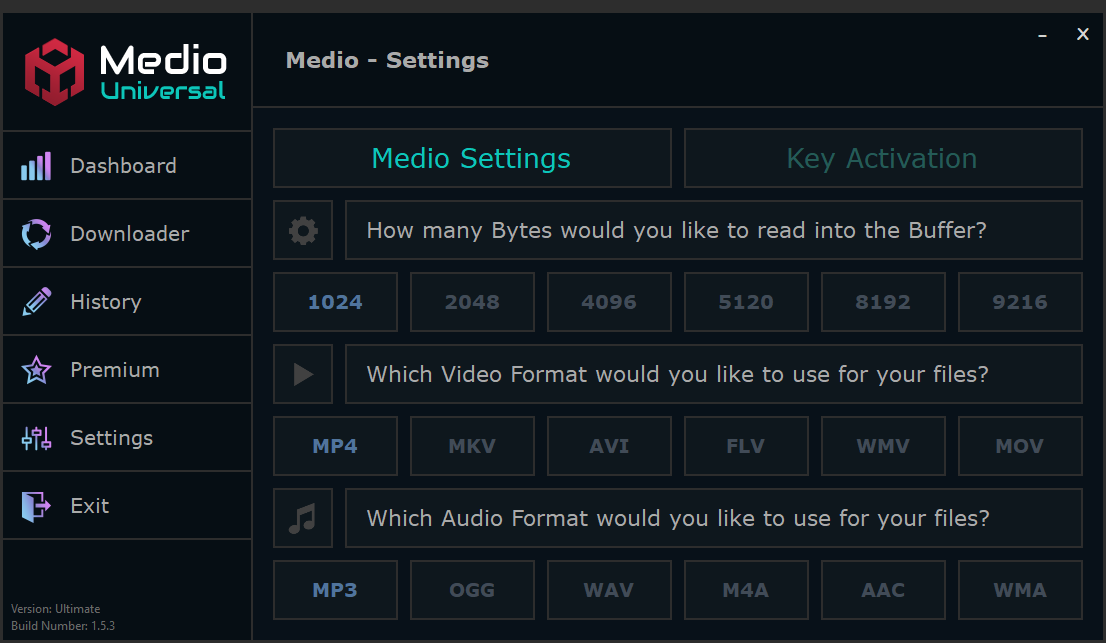 Medio
Universal
Medio - Settings
Dashboard
Downloader
History
Premium
Settings
Exit
Version: Ultimate
Build Number: 1.5.3
Medio Settings
Key Activation
How many Bytes would you like to read into the Buffer?
1024 2048 4096 5120 8192 9216
Which Video Format would you like to use for your files?
MP4 MKV AVI FLV WMV MOV
Which Audio Format would you like to use for your files?
MP3 OGG WAV M4A AAC WMA